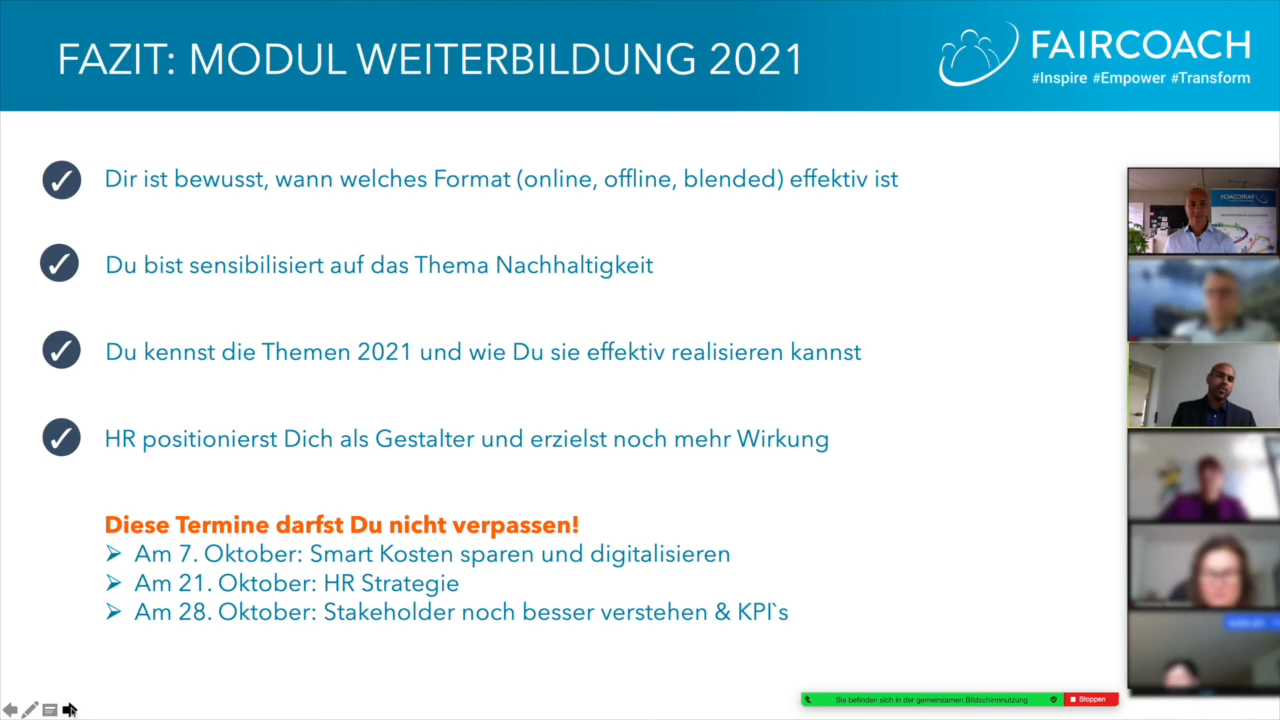 FAZIT: MODUL WEITERBILDUNG 2021
FAIRCOACH
#Inspire #Empower #Transform
Dir ist bewusst, wann welches Format (online, offline, blended) effektiv ist
Du bist sensibilisiert auf das Thema Nachhaltigkeit
Du kennst die Themen 2021 und wie Du sie effektiv realisieren kannst
HR positionierst Dich als Gestalter und erzielst noch mehr Wirkung
Diese Termine darfst Du nicht verpassen!
Am 7. Oktober: Smart Kosten sparen und digitalisieren
Am 21. Oktober: HR Strategie
Am 28. Oktober: Stakeholder noch besser verstehen & KPI`s
Sie befinden sich in der gemeinsamen Bildschirmnutzung
Stoppen